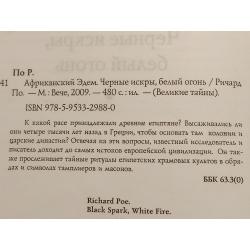 По Р.
41 Африканский Эдем. Черные искры, белый огонь / Ричард
По. — М.: Вече, 2009. — 480 с.: ил. — (Великие тайны).
ISBN 978-5-9533-2988-0
К какой расе принадлежали древние египтяне? Высаживались ли
они четыре тысячи лет назад в Греции, чтобы основать там колонии и
царские династии? Отвечая на эти вопросы, известный исследователь и
писатель доходит до самых истоков европейской цивилизации. Он так-
же прослеживает тайные ритуалы египетских храмовых культов в обра-
дах и символах тамплиеров и масонов.
ББК 63.3(0)
Richard Poe.
Black Spark, White Fire.